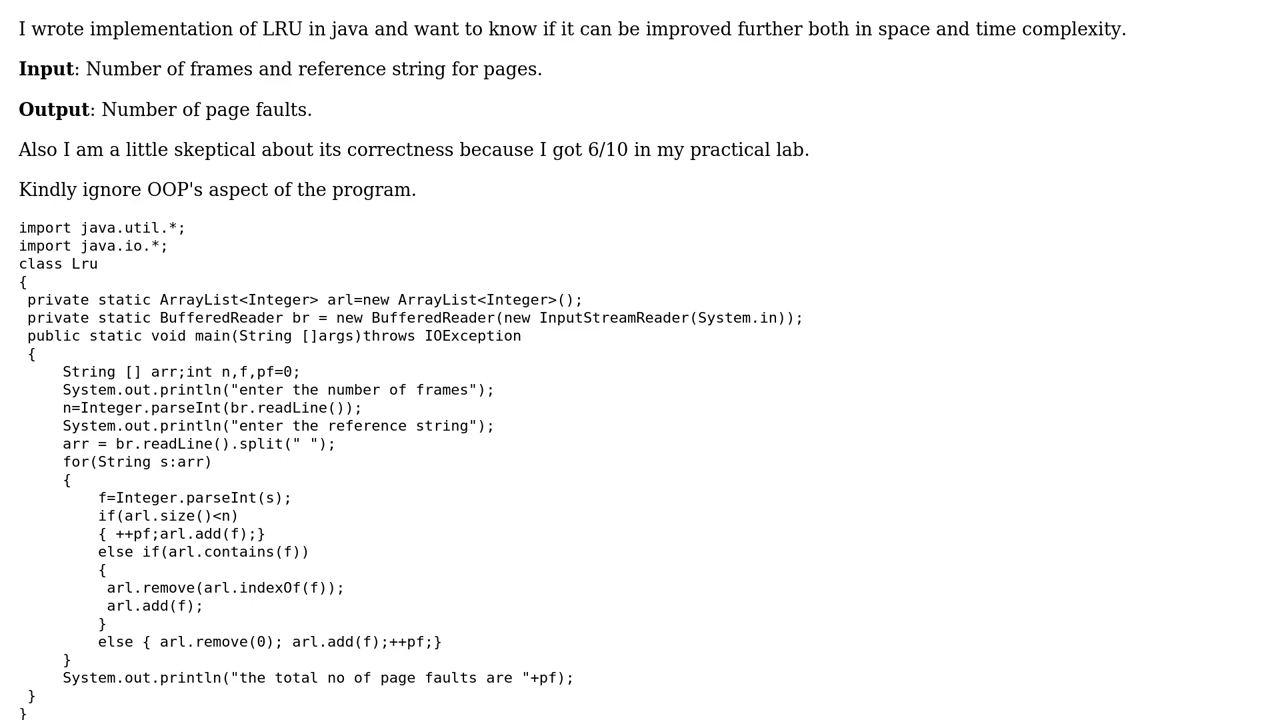 I wrote implementation of LRU in java and want to know if it can be improved further both in space and time complexity.
Input: Number of frames and reference string for pages.
Output: Number of page faults.
Also I am a little skeptical about its correctness because I got 6/10 in my practical lab.
Kindly ignore OOP's aspect of the program.
import java.util.*;
import java.io.*;
class Lru
{
 private static ArrayList<Integer> arl=new ArrayList<Integer>();
 private static BufferedReader br = new BufferedReader(new InputStreamReader(System.in));
 public static void main(String []args)throws IOException
 {
     String [] arr;int n,f,pf=0;
     System.out.println("enter the number of frames");
     n=Integer.parseInt(br.readLine());
     System.out.println("enter the reference string");
     arr = br.readLine().split(" ");
     for(String s:arr)
     {
         f=Integer.parseInt(s);
         if(arl.size()<n)
         { ++pf;arl.add(f);}
         else if(arl.contains(f))
         {
          arl.remove(arl.indexOf(f));
          arl.add(f);
         }
         else { arl.remove(0); arl.add(f);++pf;}
     }
     System.out.println("the total no of page faults are "+pf);
 }
}